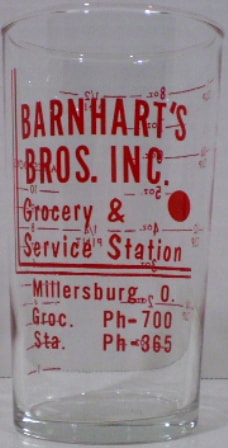 BARNHART'S
BROS. INC.
Grocery &
Service Station
Millersburg, O.
Groc. Ph-700
Sta. Ph-365